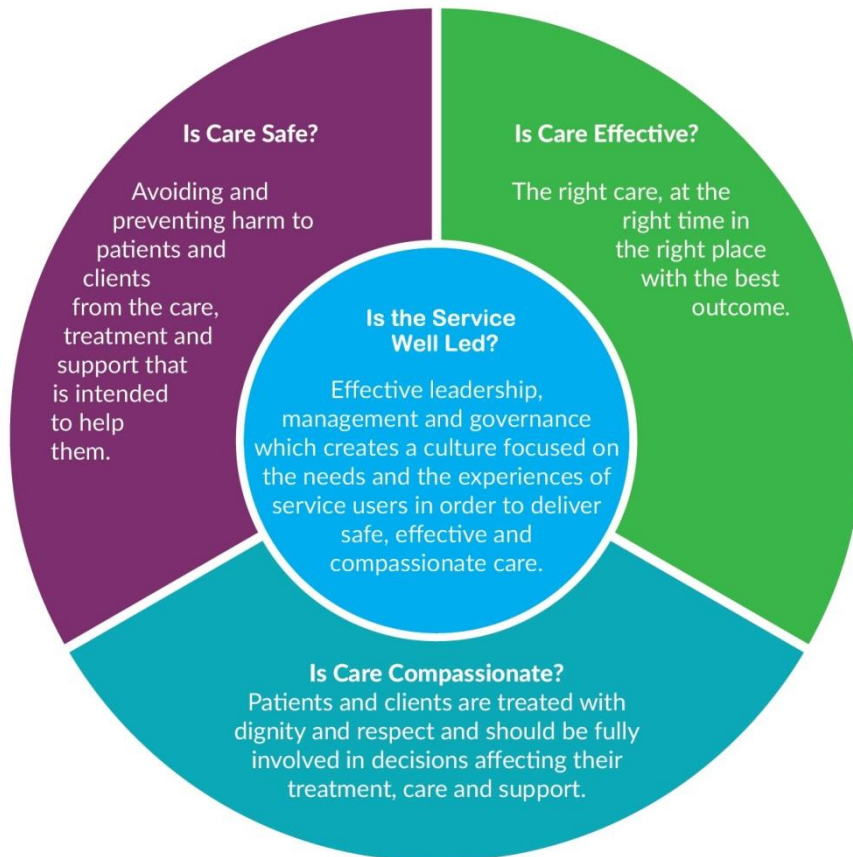 Is Care Safe?
Avoiding and
preventing harm to
patients and
clients
from the care,
treatment and
support that
is intended
to help
them.
Is Care Effective?
The right care, at the
right time in
the right place
with the best
outcome.
Is the Service
Well Led?
Effective leadership,
management and governance
which creates a culture focused on
the needs and the experiences of
service users in order to deliver
safe, effective and
compassionate care.
Is Care Compassionate?
Patients and clients are treated with
dignity and respect and should be fully
involved in decisions affecting their
treatment, care and support.